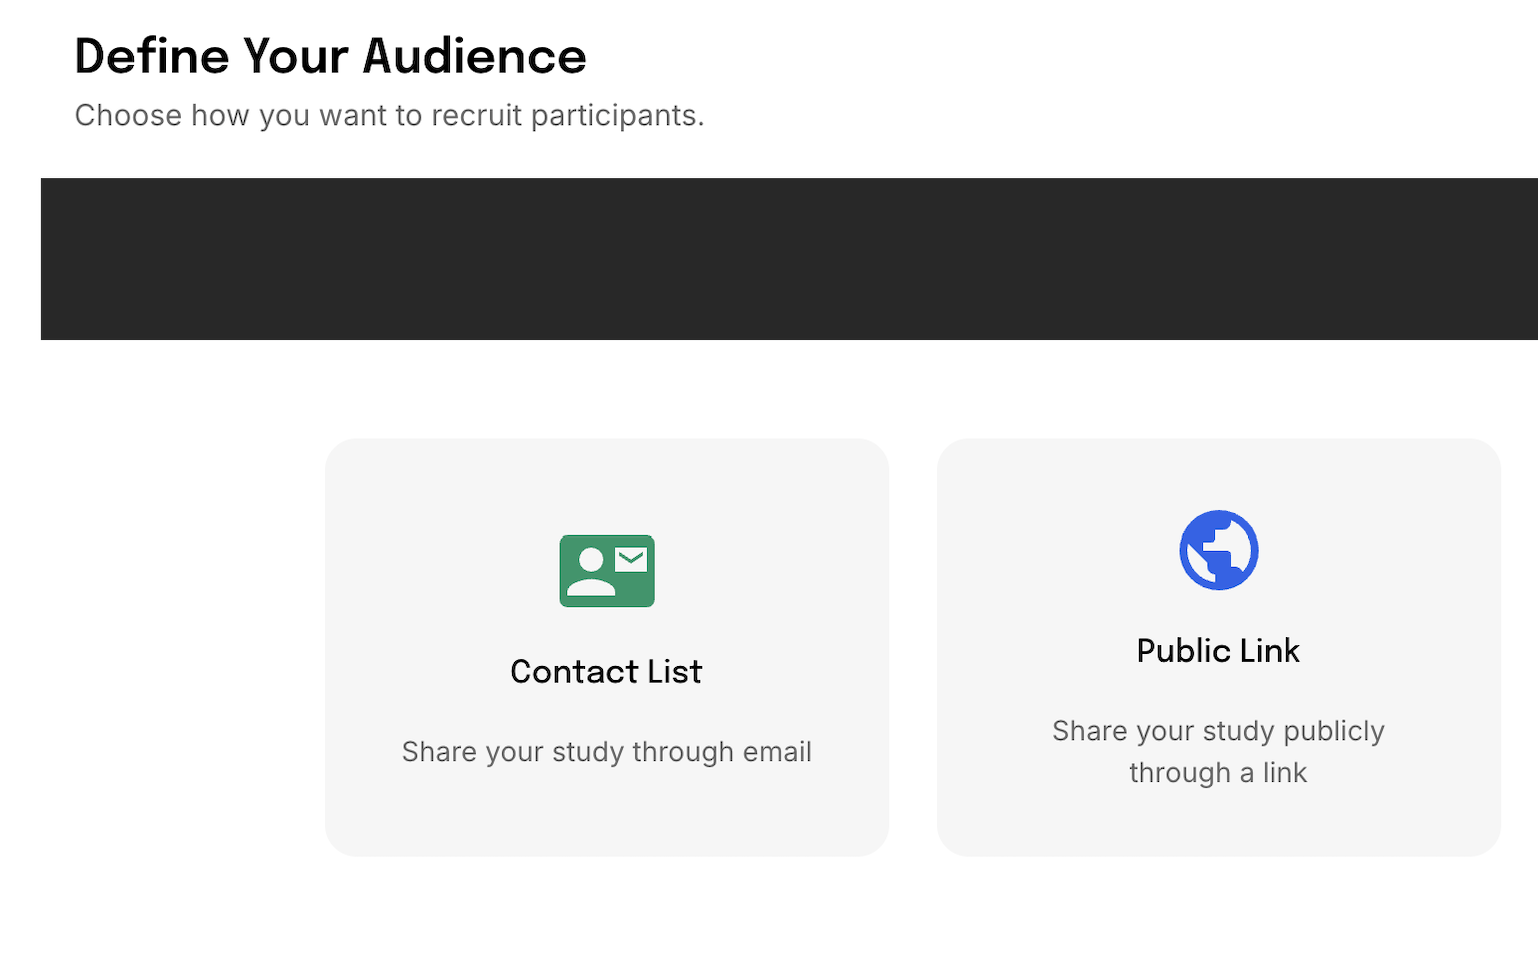 Define Your Audience
Choose how you want to recruit participants.
Contact List
Share your study through email
Public Link
Share your study publicly
through a link